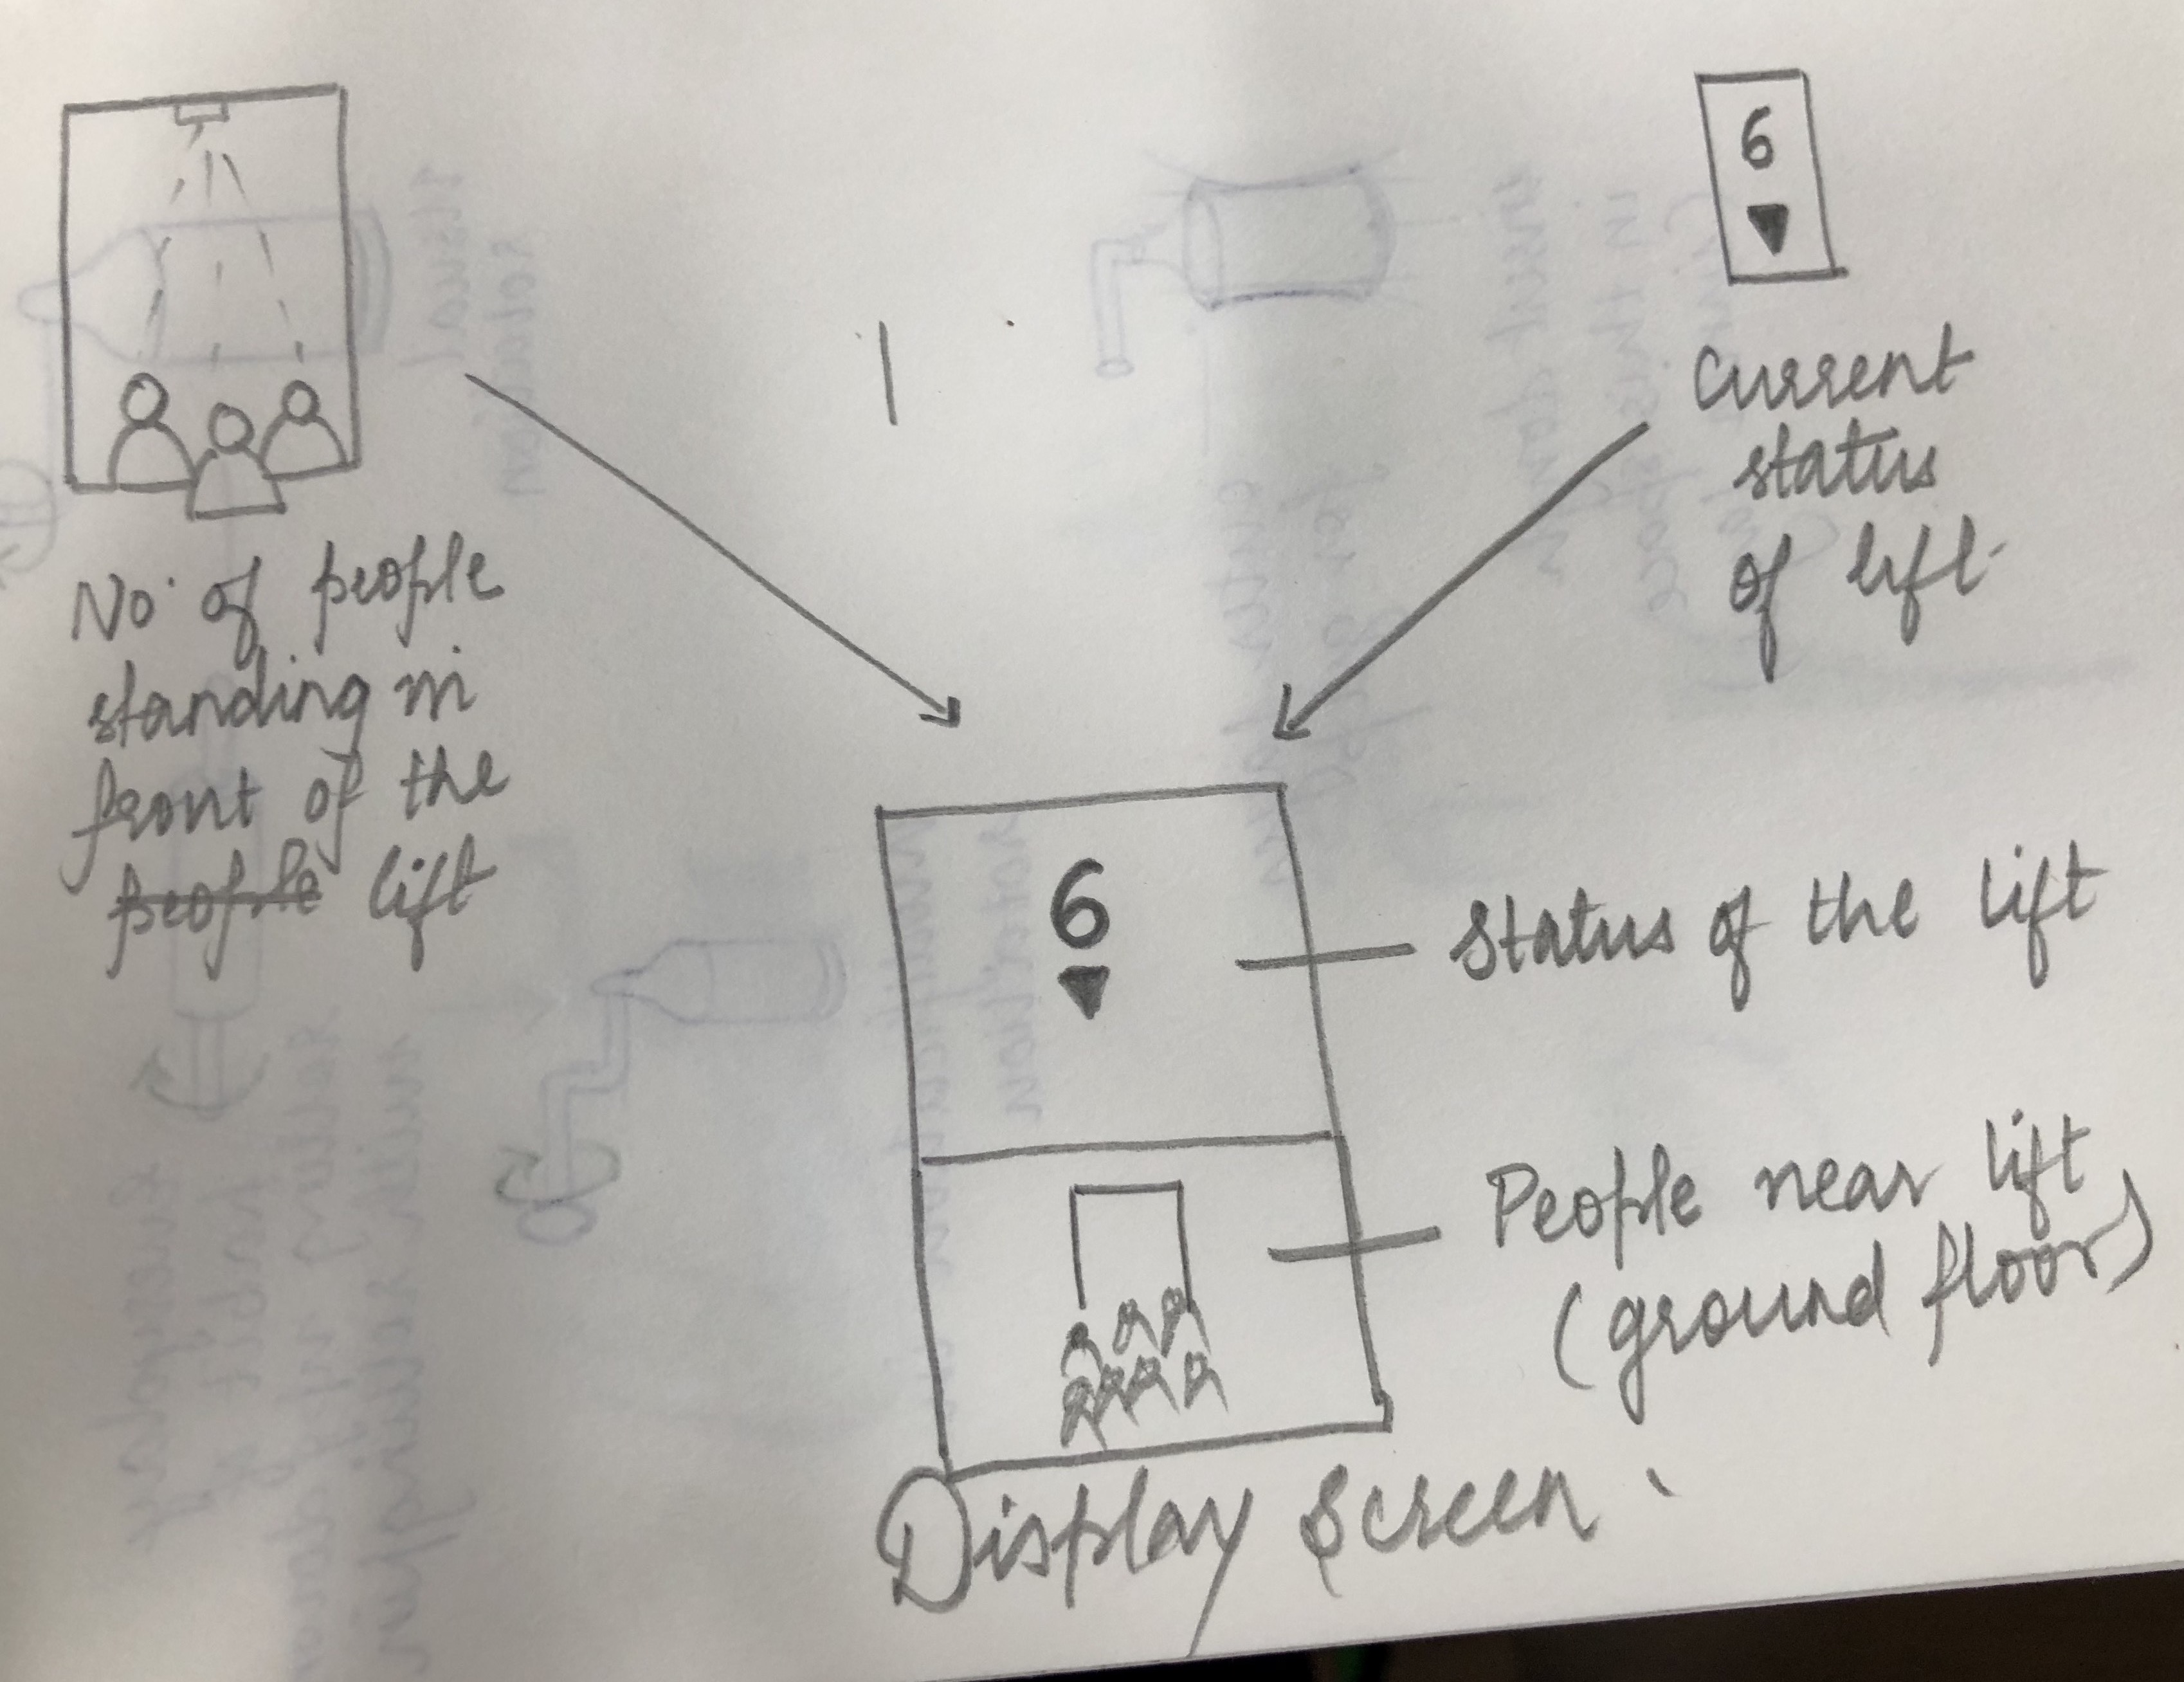 No. of people
standing in
front of the
people lift
6
Current
status
of lift.
6
Status of the lift
People near lift
(ground floor)
Display Screen